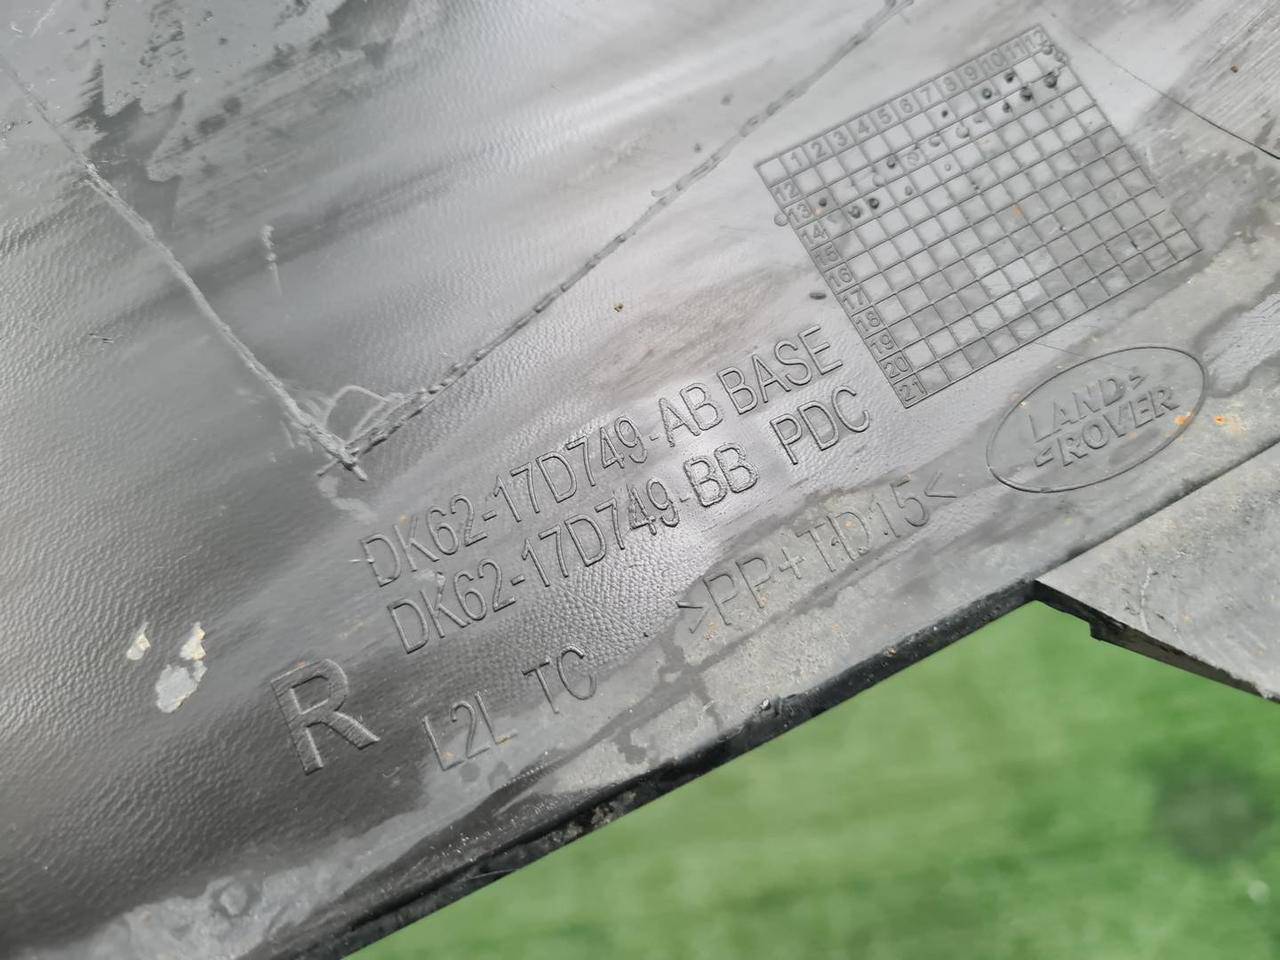 1 2 3 4 5 6 7 8 9 10 11 12
12
13
14
15
16
17
18
19
20
21
DK62-17D749-AB BASE
DK62-17D749-BB PDC
>PP+T1D15<
LAND
ROVER
R
L2L TC